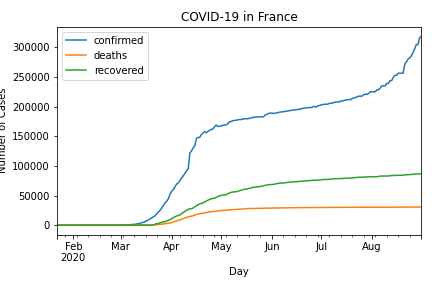 COVID-19 in France
confirmed
deaths
recovered
300000
250000
200000
150000
100000
50000
0
Number of Cases
Feb Mar Apr May Jun Jul Aug
2020
Day